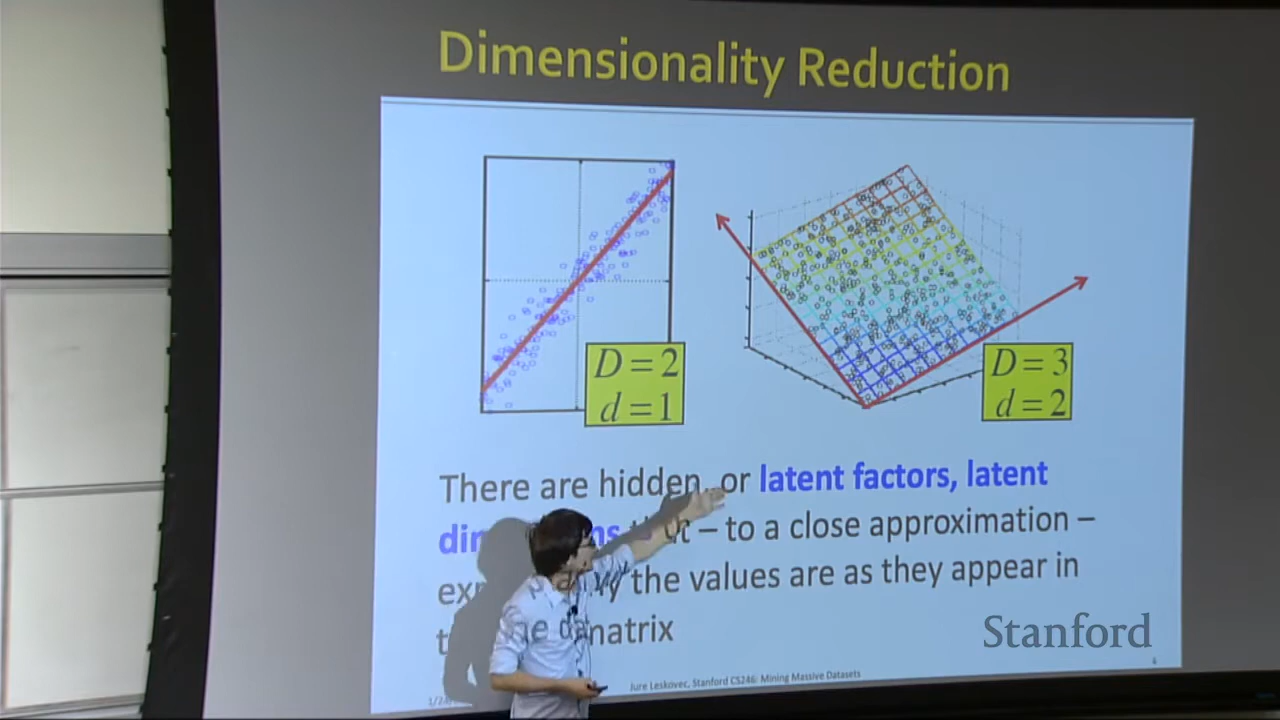 Dimensionality Reduction
D = 2
d = 1
D = 3
d = 2
There are hidden, or latent factors, latent
– to a close approximation –
the values are as they appear in
matrix
Stanford
Jure Leskovec, Stanford CS246: Mining Massive Datasets